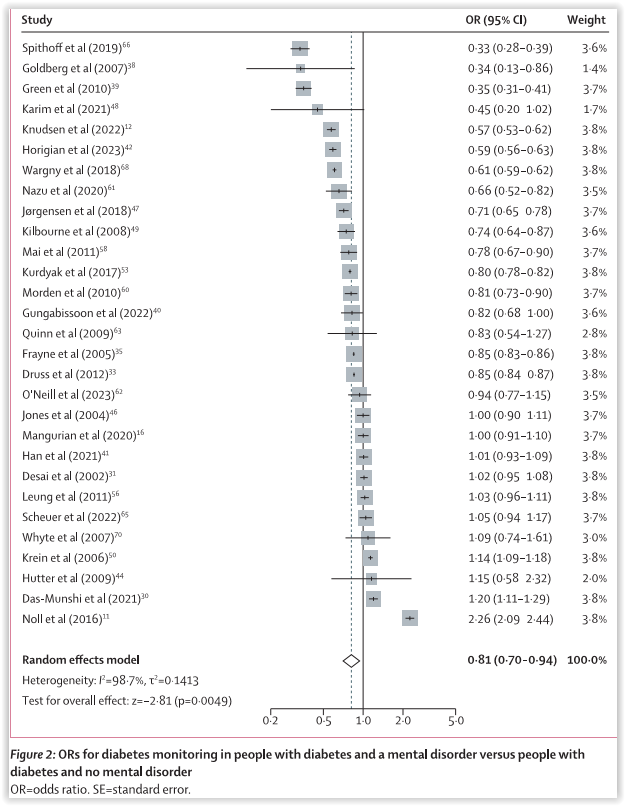 Study OR (95% CI) Weight
Spithoff et al (2019)66 0·33 (0·28–0·39) 3·6%
Goldberg et al (2007)38 0·34 (0·13–0·86) 1·4%
Green et al (2010)39 0·35 (0·31–0·41) 3·7%
Karim et al (2021)48 0·45 (0·20 1·02) 1·7%
Knudsen et al (2022)12 0·57 (0·53–0·62) 3·8%
Horigian et al (2023)42 0·59 (0·56–0·63) 3·8%
Wargny et al (2018)68 0·61 (0·59–0·62) 3·8%
Nazu et al (2020)61 0·66 (0·52–0·82) 3·5%
Jørgensen et al (2018)47 0·71 (0·65 0·78) 3·7%
Kilbourne et al (2008)49 0·74 (0·64–0·87) 3·6%
Mai et al (2011)58 0·78 (0·67–0·90) 3·7%
Kurdyak et al (2017)53 0·80 (0·78–0·82) 3·8%
Morden et al (2010)60 0·81 (0·73–0·90) 3·7%
Gungabissoon et al (2022)40 0·82 (0·68 1·00) 3·6%
Quinn et al (2009)63 0·83 (0·54–1·27) 2·8%
Frayne et al (2005)35 0·85 (0·83–0·86) 3·8%
Druss et al (2012)33 0·85 (0·84 0·87) 3·8%
O'Neill et al (2023)62 0·94 (0·77–1·15) 3·5%
Jones et al (2004)46 1·00 (0·90 1·11) 3·7%
Mangurian et al (2020)16 1·00 (0·91–1·10) 3·7%
Han et al (2021)41 1·01 (0·93–1·09) 3·8%
Desai et al (2002)31 1·02 (0·95 1·08) 3·8%
Leung et al (2011)56 1·03 (0·96–1·11) 3·8%
Scheuer et al (2022)65 1·05 (0·94 1·17) 3·7%
Whyte et al (2007)70 1·09 (0·74–1·61) 3·0%
Krein et al (2006)50 1·14 (1·09–1·18) 3·8%
Hutter et al (2009)44 1·15 (0·58 2·32) 2·0%
Das-Munshi et al (2021)30 1·20 (1·11–1·29) 3·8%
Noll et al (2016)11 2·26 (2·09 2·44) 3·8%
Random effects model 0·81 (0·70–0·94) 100·0%
Heterogeneity: I²=98·7%, τ²=0·1413
Test for overall effect: z=−2·81 (p=0·0049)
0·2 0·5 1·0 2·0 5·0
Figure 2: ORs for diabetes monitoring in people with diabetes and a mental disorder versus people with
diabetes and no mental disorder
OR=odds ratio. SE=standard error.